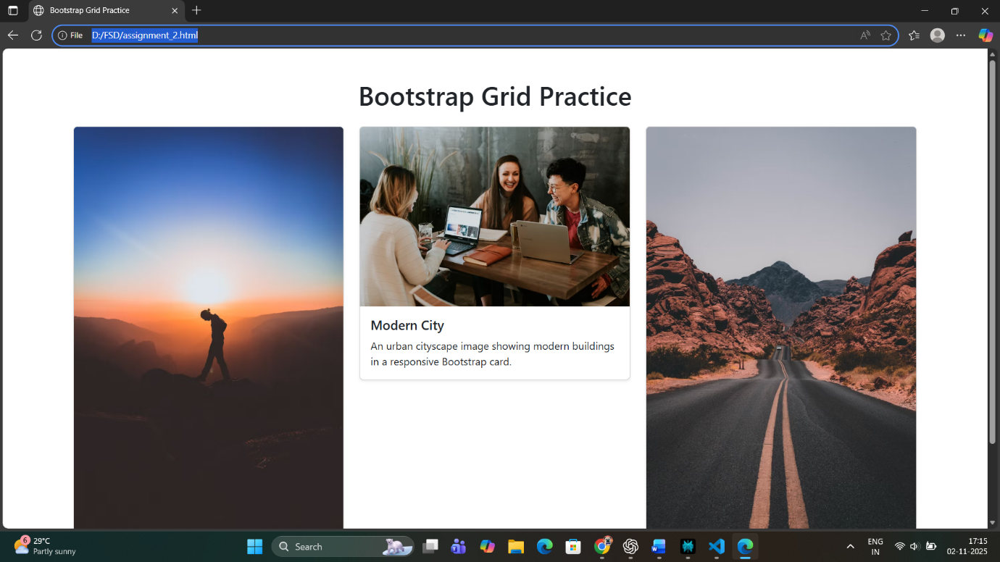 Bootstrap Grid Practice
File
D:/FSD/assignment_2.html
Bootstrap Grid Practice
Modern City
An urban cityscape image showing modern buildings
in a responsive Bootstrap card.
6
29°C
Partly sunny
Search
ENG
IN
17:15
02-11-2025